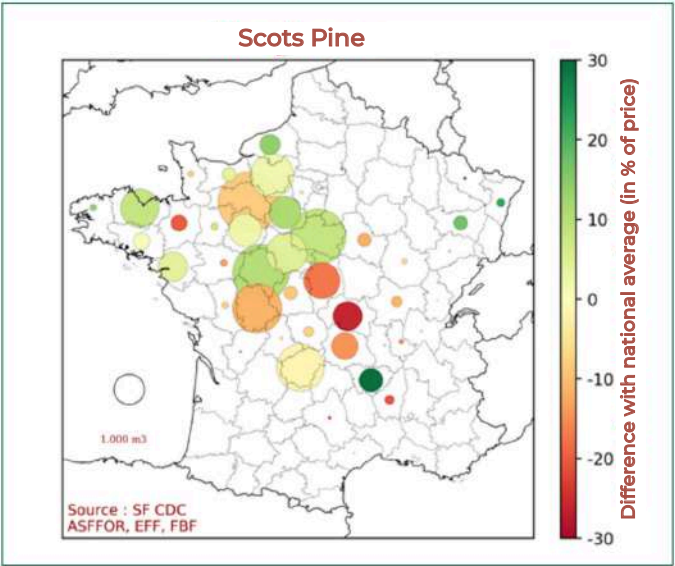 Scots Pine
30
20
10
0
-10
-20
-30
Difference with national average (in % of price)
1.000 m3
Source : SF CDC
ASFFOR, EFF, FBF